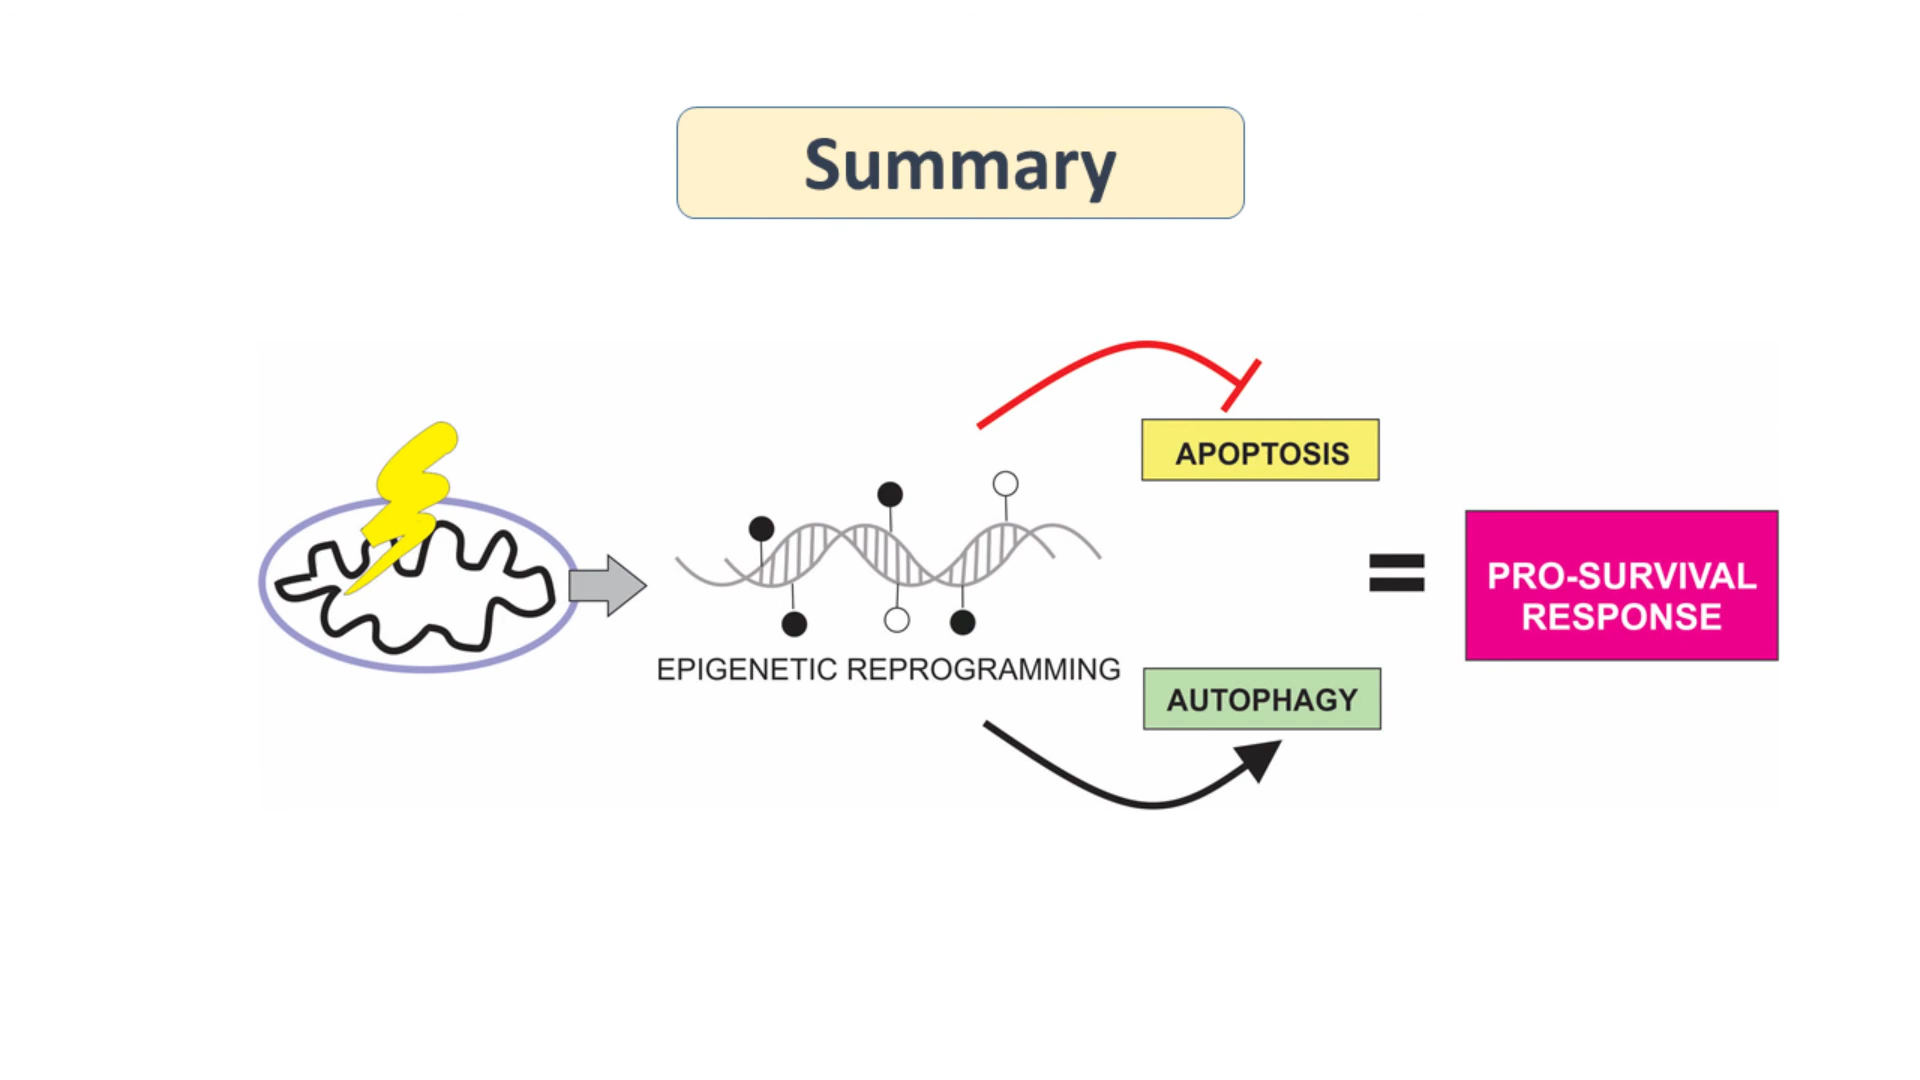 Summary
APOPTOSIS
EPIGENETIC REPROGRAMMING
AUTOPHAGY
PRO-SURVIVAL
RESPONSE